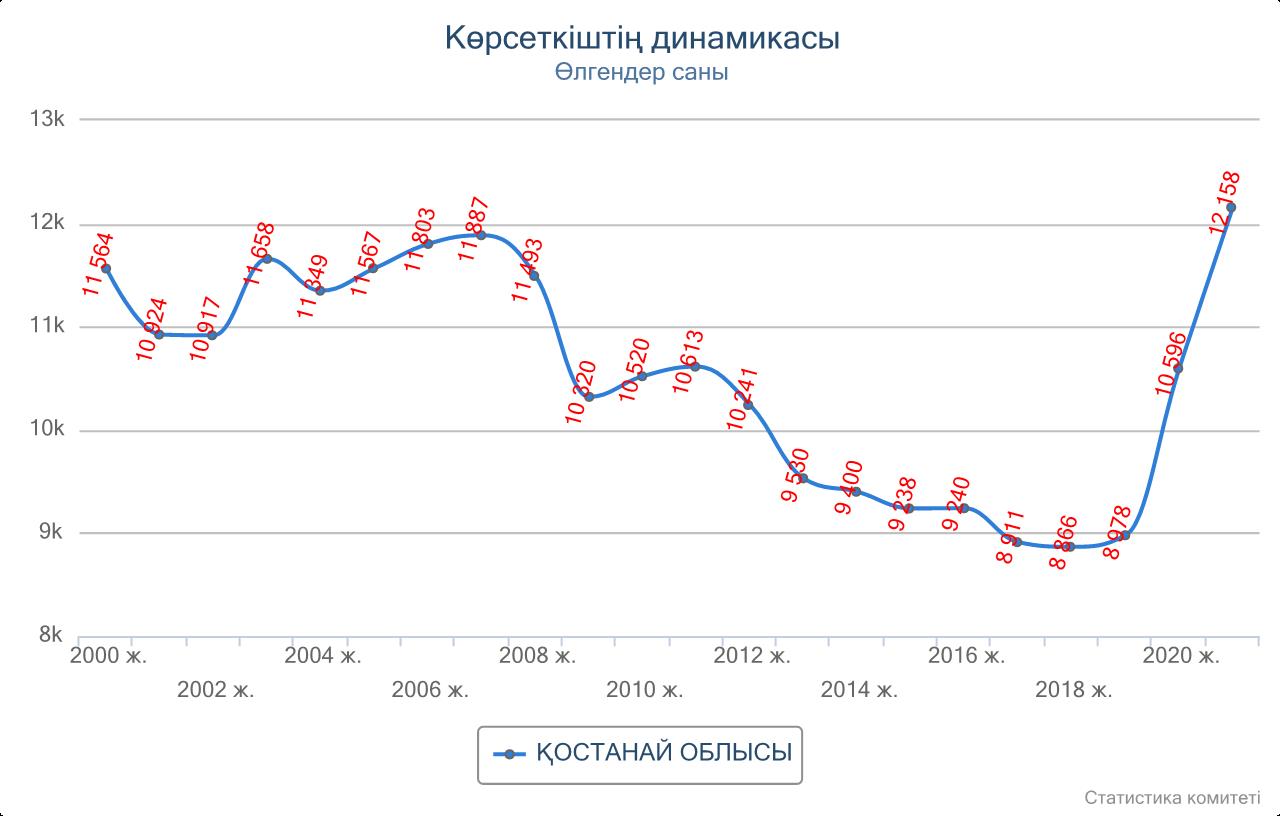 Көрсеткіштің динамикасы
Өлгендер саны
13k
12k
11k
10k
9k
8k
11 564
10 924
10 917
11 658
11 349
11 567
11 803
11 887
11 493
10 320
10 520
10 613
10 241
9 530
9 400
9 238
9 240
8 911
8 866
8 978
10 596
12 158
2000 ж. 2004 ж. 2008 ж. 2012 ж. 2016 ж. 2020 ж.
2002 ж. 2006 ж. 2010 ж. 2014 ж. 2018 ж.
ҚОСТАНАЙ ОБЛЫСЫ
Статистика комитеті